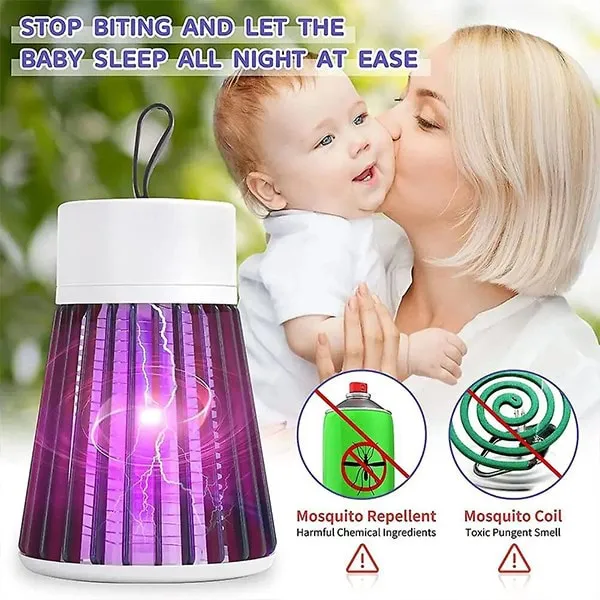 STOP BITING AND LET THE
BABY SLEEP ALL NIGHT AT EASE
Mosquito Repellent
Harmful Chemical Ingredients
Mosquito Coil
Toxic Pungent Smell